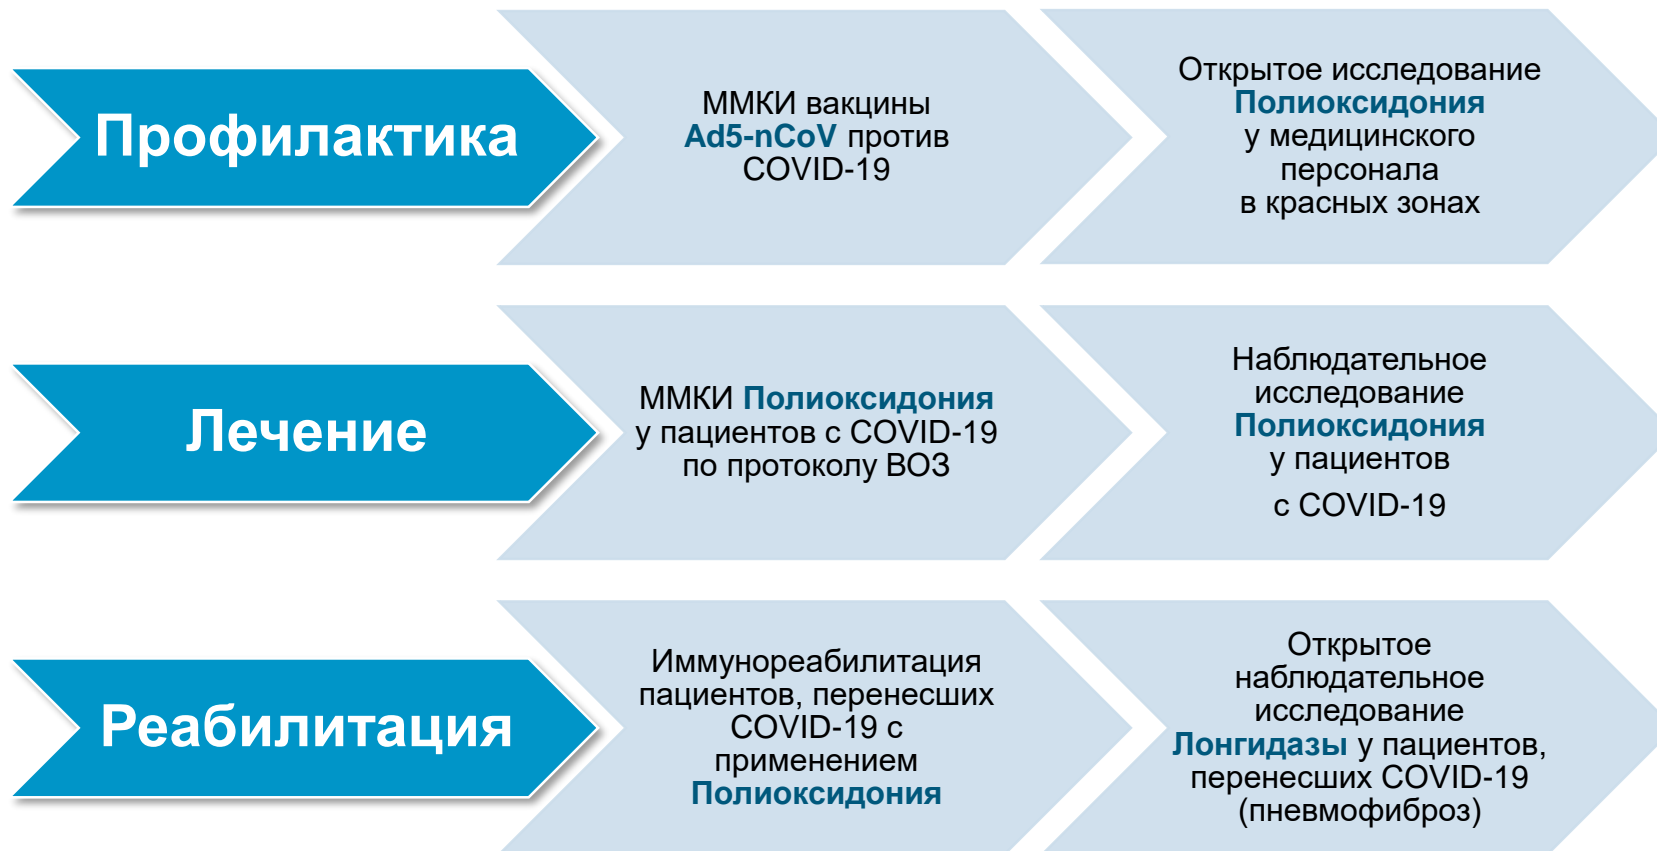 Профилактика
ММКИ вакцины
Ad5-nCoV против
COVID-19
Открытое исследование
Полиоксидония
у медицинского
персонала
в красных зонах
Лечение
ММКИ Полиоксидония
у пациентов с COVID-19
по протоколу ВОЗ
Наблюдательное
исследование
Полиоксидония
у пациентов
с COVID-19
Реабилитация
Иммунореабилитация
пациентов, перенесших
COVID-19 с
применением
Полиоксидония
Открытое
наблюдательное
исследование
Лонгидазы у пациентов,
перенесших COVID-19
(пневмофиброз)